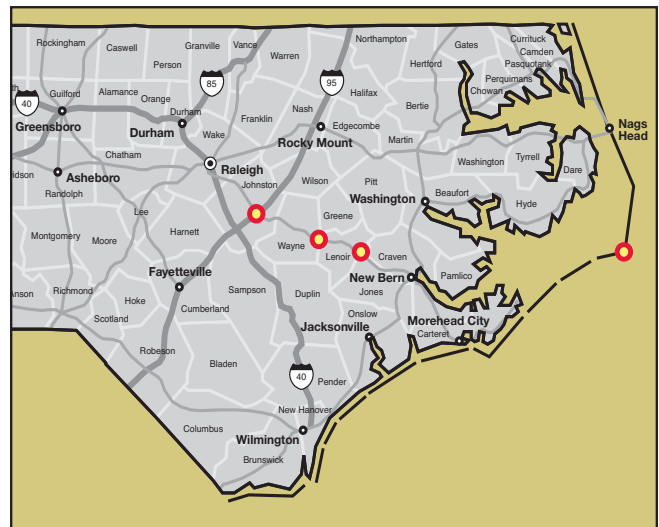 Rockingham
Caswell
Person
Granville
Vance
Warren
Northampton
Gates
Currituck
Camden
Pasquotank
Perquimans
Chowan
Hertford
Bertie
Halifax
th
40
Guilford
Greensboro
Alamance
Orange
Durham
Durham
85
95
Wake
Franklin
Nash
Edgecombe
Rocky Mount
Martin
Nags
Head
Washington
Tyrrell
Dare
Chatham
Raleigh
idson
Asheboro
Randolph
Johnston
Wilson
Pitt
Greene
Washington
Beaufort
Hyde
Lee
Harnett
Montgomery
Moore
Wayne
Lenoir
Craven
Pamlico
New Bern
Jones
Fayetteville
Cumberland
Sampson
Duplin
nson
Richmond
Hoke
Scotland
Robeson
Bladen
Onslow
Jacksonville
Morehead City
Carteret
40
Pender
New Hanover
Columbus
Wilmington
Brunswick